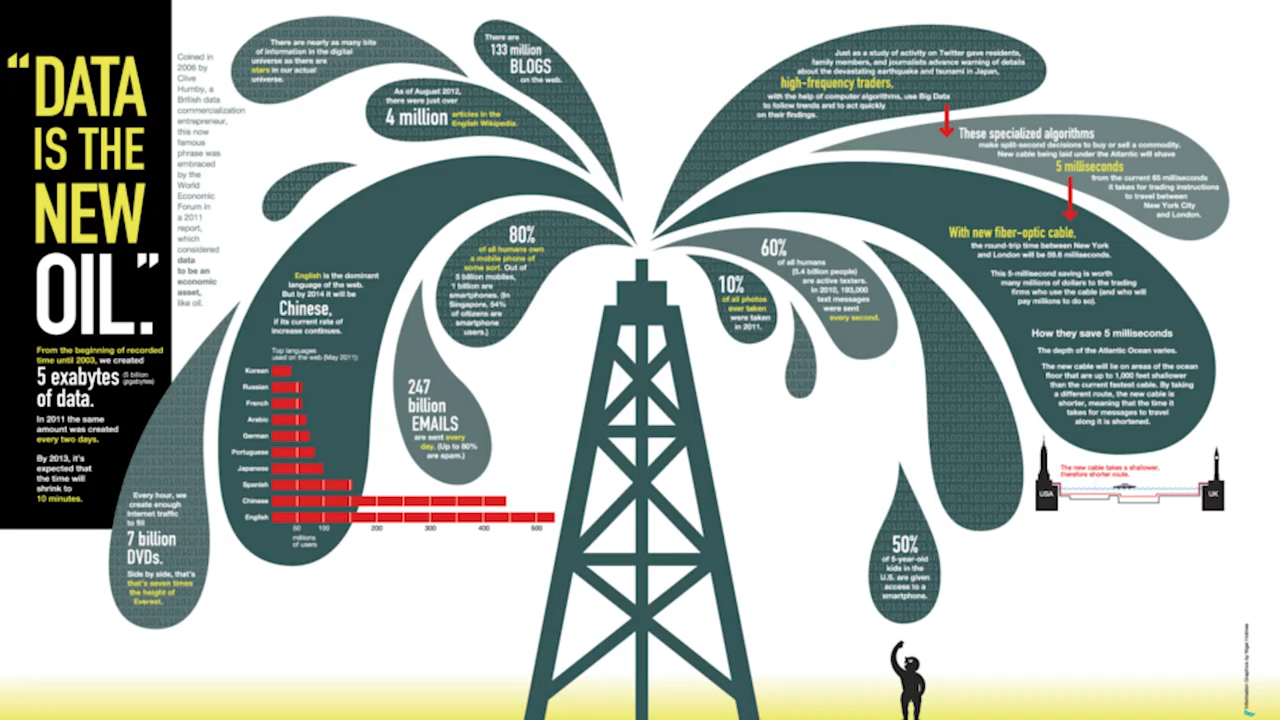 “DATA
IS THE
NEW
OIL.”
From the beginning of recorded
time until 2003, we created
5 exabytes (5 billion
gigabytes)
of data.
In 2011 the same
amount was created
every two days.
By 2013, it's
expected that
the time will
shrink to
10 minutes.
Coined in
2006 by
Clive
Humby, a
British data
commercialization
entrepreneur,
this now
famous
phrase was
embraced
by the
World
Economic
Forum in
a 2011
report,
which
considered
data
to be an
economic
asset,
like oil.
There are nearly as many bits
of information in the digital
universe as there are
stars in our actual
universe.
There are
133 million
BLOGS
on the web.
As of August 2012,
there were just over
4 million articles in the
English Wikipedia.
English is the dominant
language of the web.
But by 2014 it will be
Chinese,
if its current rate of
increase continues.
Top languages
used on the web (May 2011):
Korean
Russian
French
Arabic
German
Portuguese
Japanese
Spanish
Chinese
English
50 100 200 300 400 500
millions
of users
Every hour, we
create enough
Internet traffic
to fill
7 billion
DVDs.
Side by side, that's
that's seven times
the height of
Everest.
80%
of all humans own
a mobile phone of
some sort. Out of
5 billion mobiles,
1 billion are
smartphones. (In
Singapore, 54%
of citizens are
smartphone
users.)
247
billion
EMAILS
are sent every
day. (Up to 80%
are spam.)
10%
of all photos
ever taken
were taken
in 2011.
60%
of all humans
(5.4 billion people)
are active texters.
In 2010, 193,000
text messages
were sent
every second.
Just as a study of activity on Twitter gave residents,
family members, and journalists advance warning of details
about the devastating earthquake and tsunami in Japan,
high-frequency traders,
with the help of computer algorithms, use Big Data
to follow trends and to act quickly
on their findings.
These specialized algorithms
make split-second decisions to buy or sell a commodity.
New cable being laid under the Atlantic will shave
5 milliseconds
from the current 65 milliseconds
it takes for trading instructions
to travel between
New York City
and London.
With new fiber-optic cable,
the round-trip time between New York
and London will be 59.6 milliseconds.
This 5-millisecond saving is worth
many millions of dollars to the trading
firms who use the cable (and who will
pay millions to do so).
How they save 5 milliseconds
The depth of the Atlantic Ocean varies.
The new cable will lie on areas of the ocean
floor that are up to 1,000 feet shallower
than the current fastest cable. By taking
a different route, the new cable is
shorter, meaning that the time it
takes for messages to travel
along it is shortened.
The new cable takes a shallower,
therefore shorter route.
USA
UK
50%
of 5-year-old
kids in the
U.S. are given
access to a
smartphone.
Information Graphics by Nigel Holmes